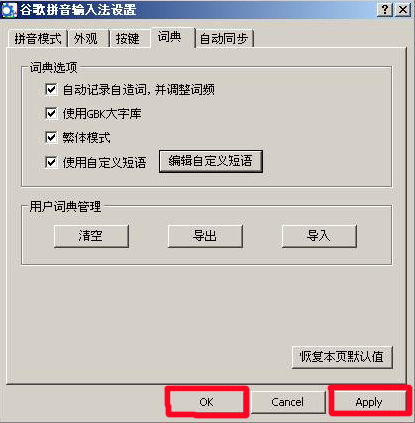 谷歌拼音输入法设置
拼音模式 外观 按键 词典 自动同步
词典选项
自动记录自造词，并调整词频
使用GBK大字库
繁体模式
使用自定义短语 编辑自定义短语
用户词典管理
清空 导出 导入
恢复本页默认值
OK Cancel Apply